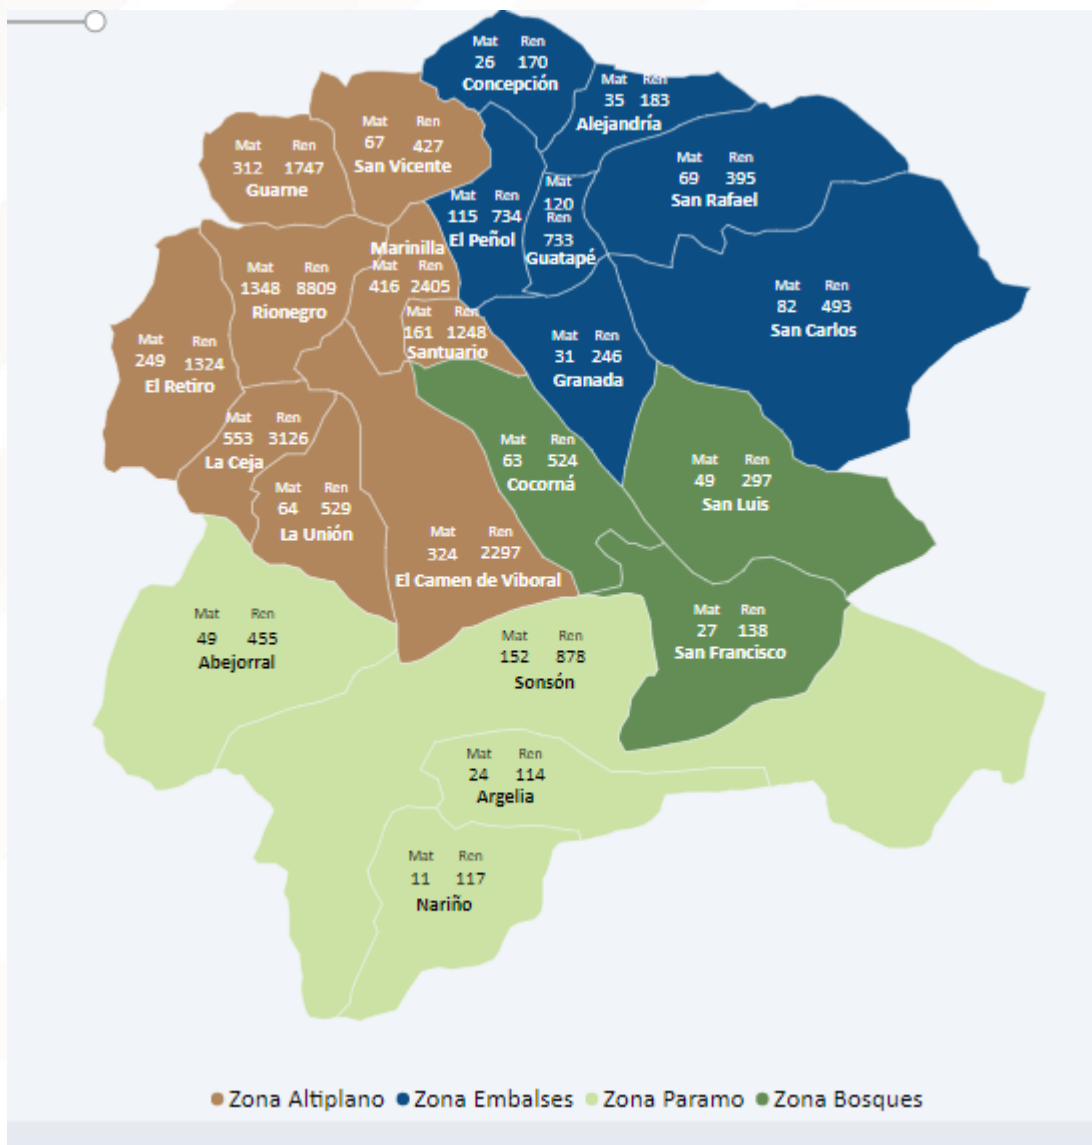 Mat Ren
26 170
Concepción
Mat Ren
35 183
Alejandría
Mat Ren
67 427
San Vicente
Mat Ren
312 1747
Guarne
Mat Ren
69 395
San Rafael
Mat
120
Ren
733
Guatapé
Mat Ren
115 734
El Peñol
Marinilla
Mat Ren
416 2405
Mat Ren
1348 8809
Rionegro
Mat Ren
82 493
San Carlos
Mat Ren
161 1248
Santuario
Mat Ren
249 1324
El Retiro
Mat Ren
31 246
Granada
Mat Ren
553 3126
La Ceja
Mat Ren
63 524
Cocorná
Mat Ren
49 297
San Luis
Mat Ren
64 529
La Unión
Mat Ren
324 2297
El Camen de Viboral
Mat Ren
49 455
Abejorral
Mat Ren
27 138
San Francisco
Mat Ren
152 878
Sonsón
Mat Ren
24 114
Argelia
Mat Ren
11 117
Nariño
Zona Altiplano Zona Embalses Zona Paramo Zona Bosques